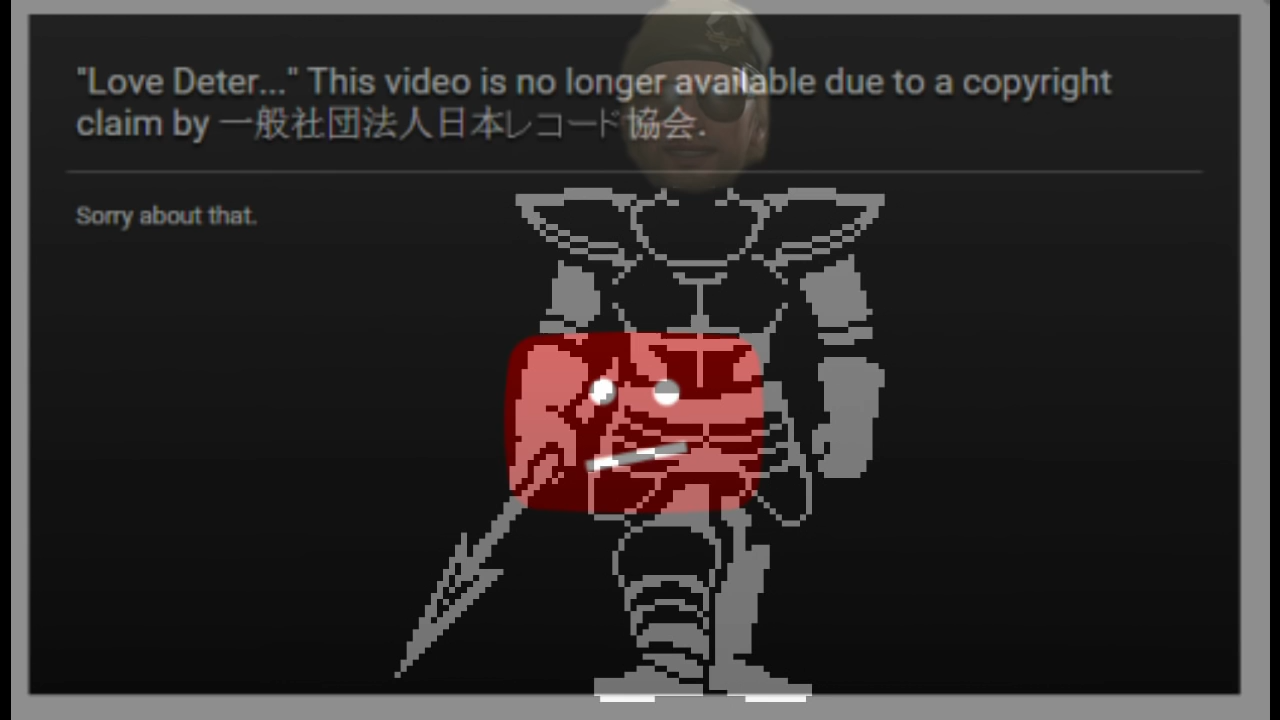 "Love Deter..." This video is no longer available due to a copyright
claim by 一般社団法人日本レコード協会.
Sorry about that.